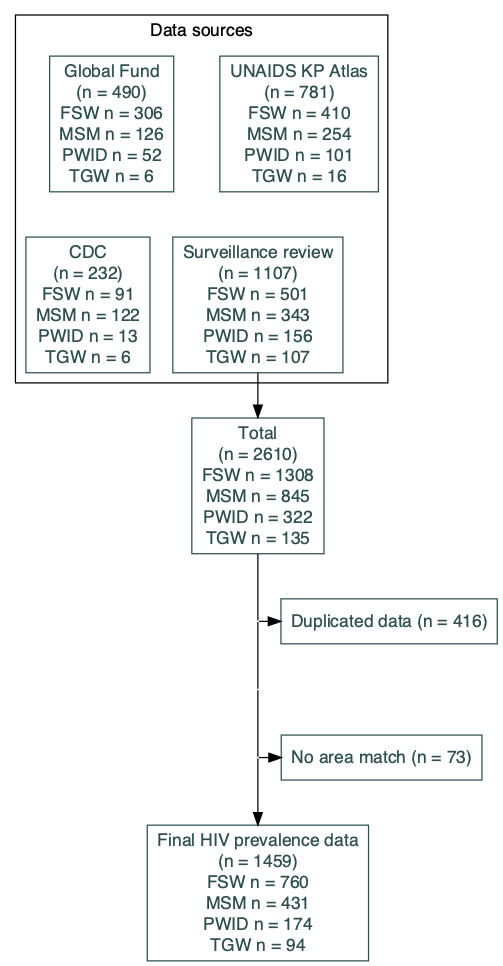 Data sources
Global Fund
(n = 490)
FSW n = 306
MSM n = 126
PWID n = 52
TGW n = 6
UNAIDS KP Atlas
(n = 781)
FSW n = 410
MSM n = 254
PWID n = 101
TGW n = 16
CDC
(n = 232)
FSW n = 91
MSM n = 122
PWID n = 13
TGW n = 6
Surveillance review
(n = 1107)
FSW n = 501
MSM n = 343
PWID n = 156
TGW n = 107
Total
(n = 2610)
FSW n = 1308
MSM n = 845
PWID n = 322
TGW n = 135
Duplicated data (n = 416)
No area match (n = 73)
Final HIV prevalence data
(n = 1459)
FSW n = 760
MSM n = 431
PWID n = 174
TGW n = 94